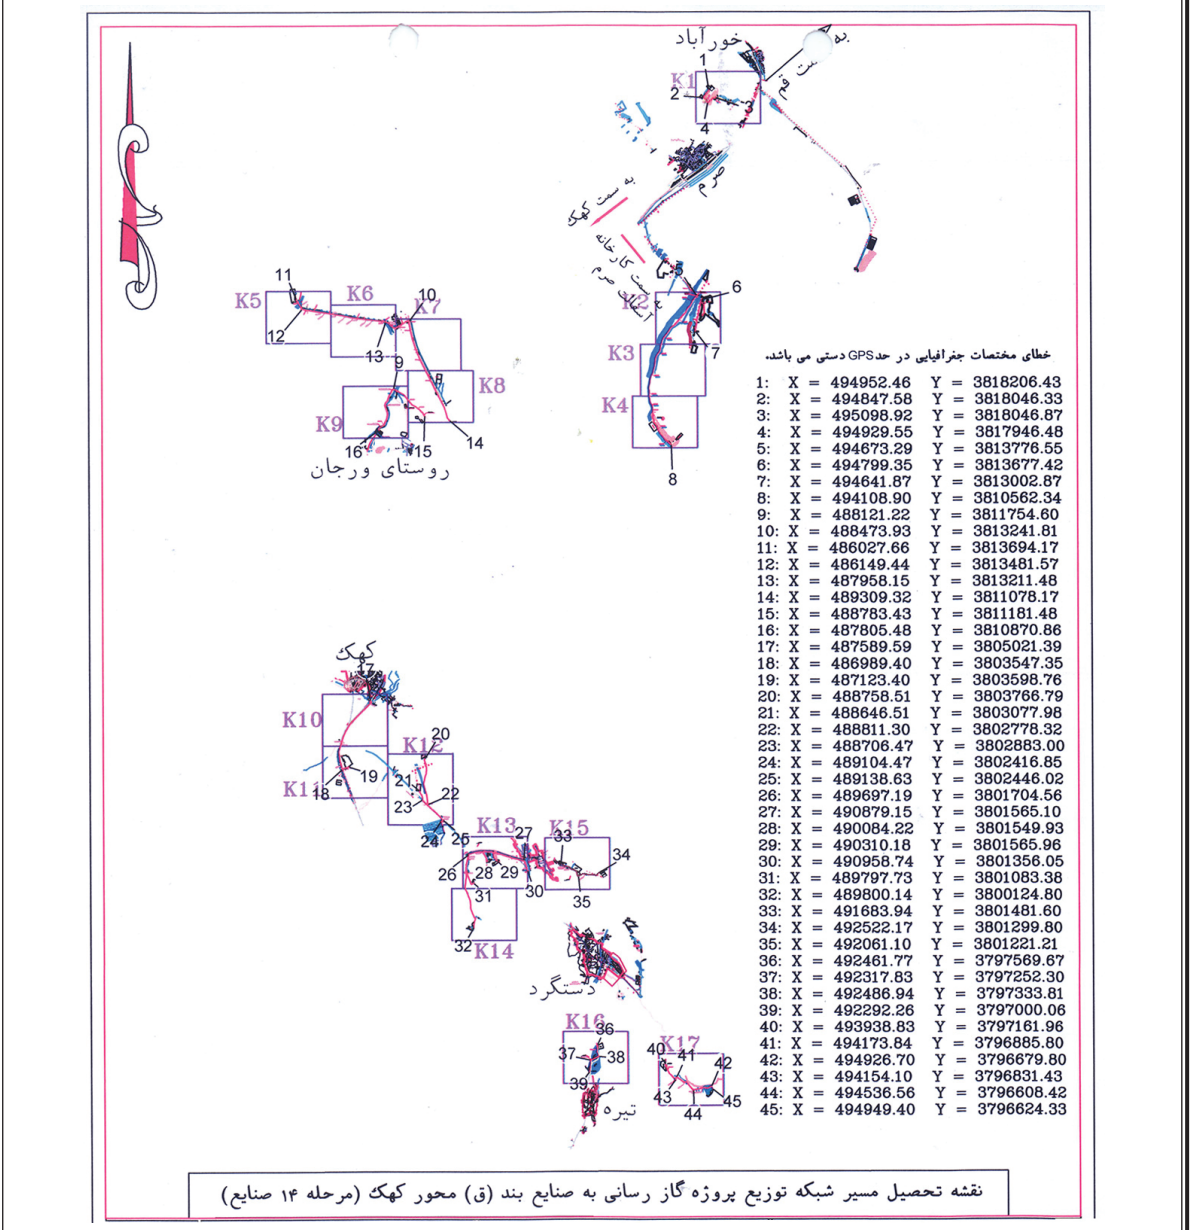 خورآباد
به سمت قم
K1
1
2
3
4
صرم
به سمت کهک
به سمت کارخانه
آسفالت صرم
5
6
K2
7
K3
K4
8
K5
11
12
K6
13
10
K7
9
K8
14
K9
15
16
روستای ورجان
خطای مختصات جغرافیایی در حد GPS دستی می باشد.
1: X = 494952.46 Y = 3818206.43
2: X = 494847.58 Y = 3818046.33
3: X = 495098.92 Y = 3818046.87
4: X = 494929.55 Y = 3817946.48
5: X = 494673.29 Y = 3813776.55
6: X = 494799.35 Y = 3813677.42
7: X = 494641.87 Y = 3813002.87
8: X = 494108.90 Y = 3810562.34
9: X = 488121.22 Y = 3811754.60
10: X = 488473.93 Y = 3813241.81
11: X = 486027.66 Y = 3813694.17
12: X = 486149.44 Y = 3813481.57
13: X = 487958.15 Y = 3813211.48
14: X = 489309.32 Y = 3811078.17
15: X = 488783.43 Y = 3811181.48
16: X = 487805.48 Y = 3810870.86
17: X = 487589.59 Y = 3805021.39
18: X = 486989.40 Y = 3803547.35
19: X = 487123.40 Y = 3803598.76
20: X = 488758.51 Y = 3803766.79
21: X = 488646.51 Y = 3803077.98
22: X = 488811.30 Y = 3802778.32
23: X = 488706.47 Y = 3802883.00
24: X = 489104.47 Y = 3802416.85
25: X = 489138.63 Y = 3802446.02
26: X = 489697.19 Y = 3801704.56
27: X = 490879.15 Y = 3801565.10
28: X = 490084.22 Y = 3801549.93
29: X = 490310.18 Y = 3801565.96
30: X = 490958.74 Y = 3801356.05
31: X = 489797.73 Y = 3801083.38
32: X = 489800.14 Y = 3800124.80
33: X = 491683.94 Y = 3801481.60
34: X = 492522.17 Y = 3801299.80
35: X = 492061.10 Y = 3801221.21
36: X = 492461.77 Y = 3797569.67
37: X = 492317.83 Y = 3797252.30
38: X = 492486.94 Y = 3797333.81
39: X = 492292.26 Y = 3797000.06
40: X = 493938.83 Y = 3797161.96
41: X = 494173.84 Y = 3796885.80
42: X = 494926.70 Y = 3796679.80
43: X = 494154.10 Y = 3796831.43
44: X = 494536.56 Y = 3796608.42
45: X = 494949.40 Y = 3796624.33
کهک
17
K10
K11
18
19
K12
20
21
22
23
24
25
K13
26
27
28
29
30
31
32
K14
K15
33
34
35
دستگرد
K16
36
37
38
39
تیره
K17
40
41
42
43
44
45
نقشه تحصیل مسیر شبکه توزیع پروژه گاز رسانی به صنایع بند (ق) محور کهک (مرحله ۱۴ صنایع)